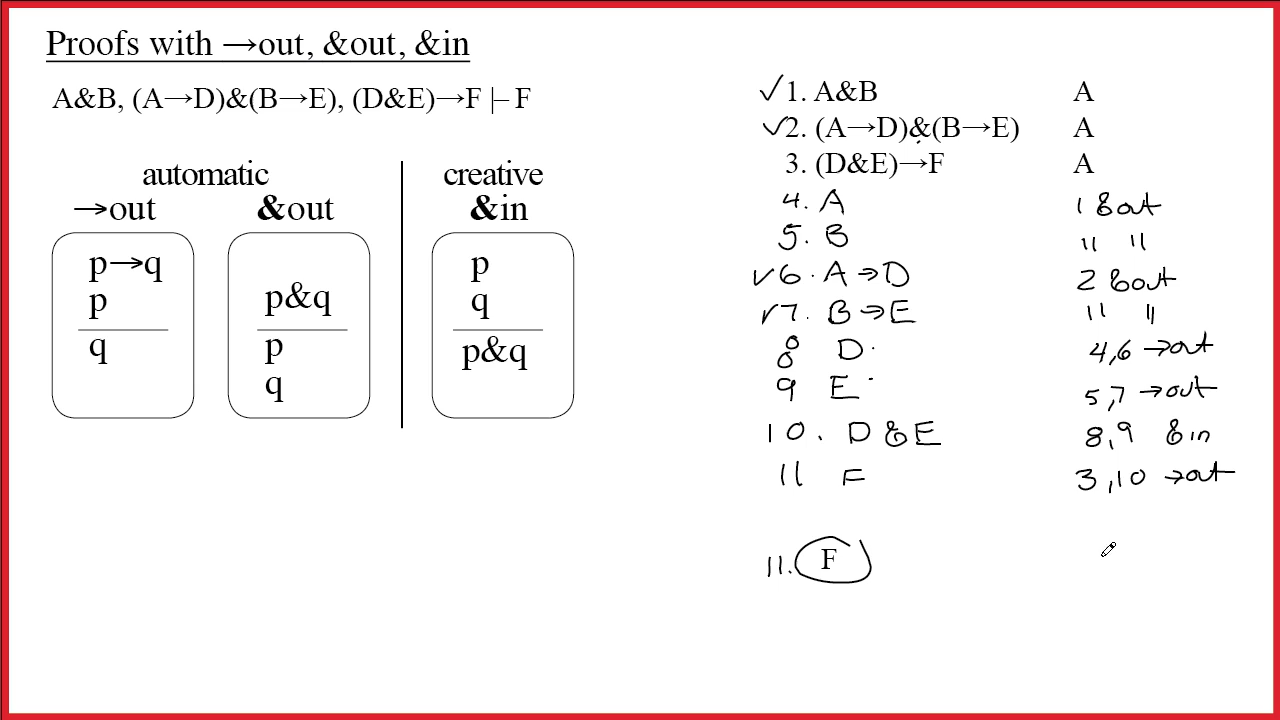 Proofs with →out, &out, &in
A&B, (A→D)&(B→E), (D&E)→F |– F
automatic
→out
&out
p→q
p
q
p&q
p
q
creative
&in
p
q
p&q
✓1. A&B A
✓2. (A→D)&(B→E) A
3. (D&E)→F A
4. A 1 &out
5. B " "
✓6. A→D 2 &out
✓7. B→E " "
8 D. 4,6 →out
9 E. 5,7 →out
10. D&E 8,9 &in
11 F 3,10 →out
11. F